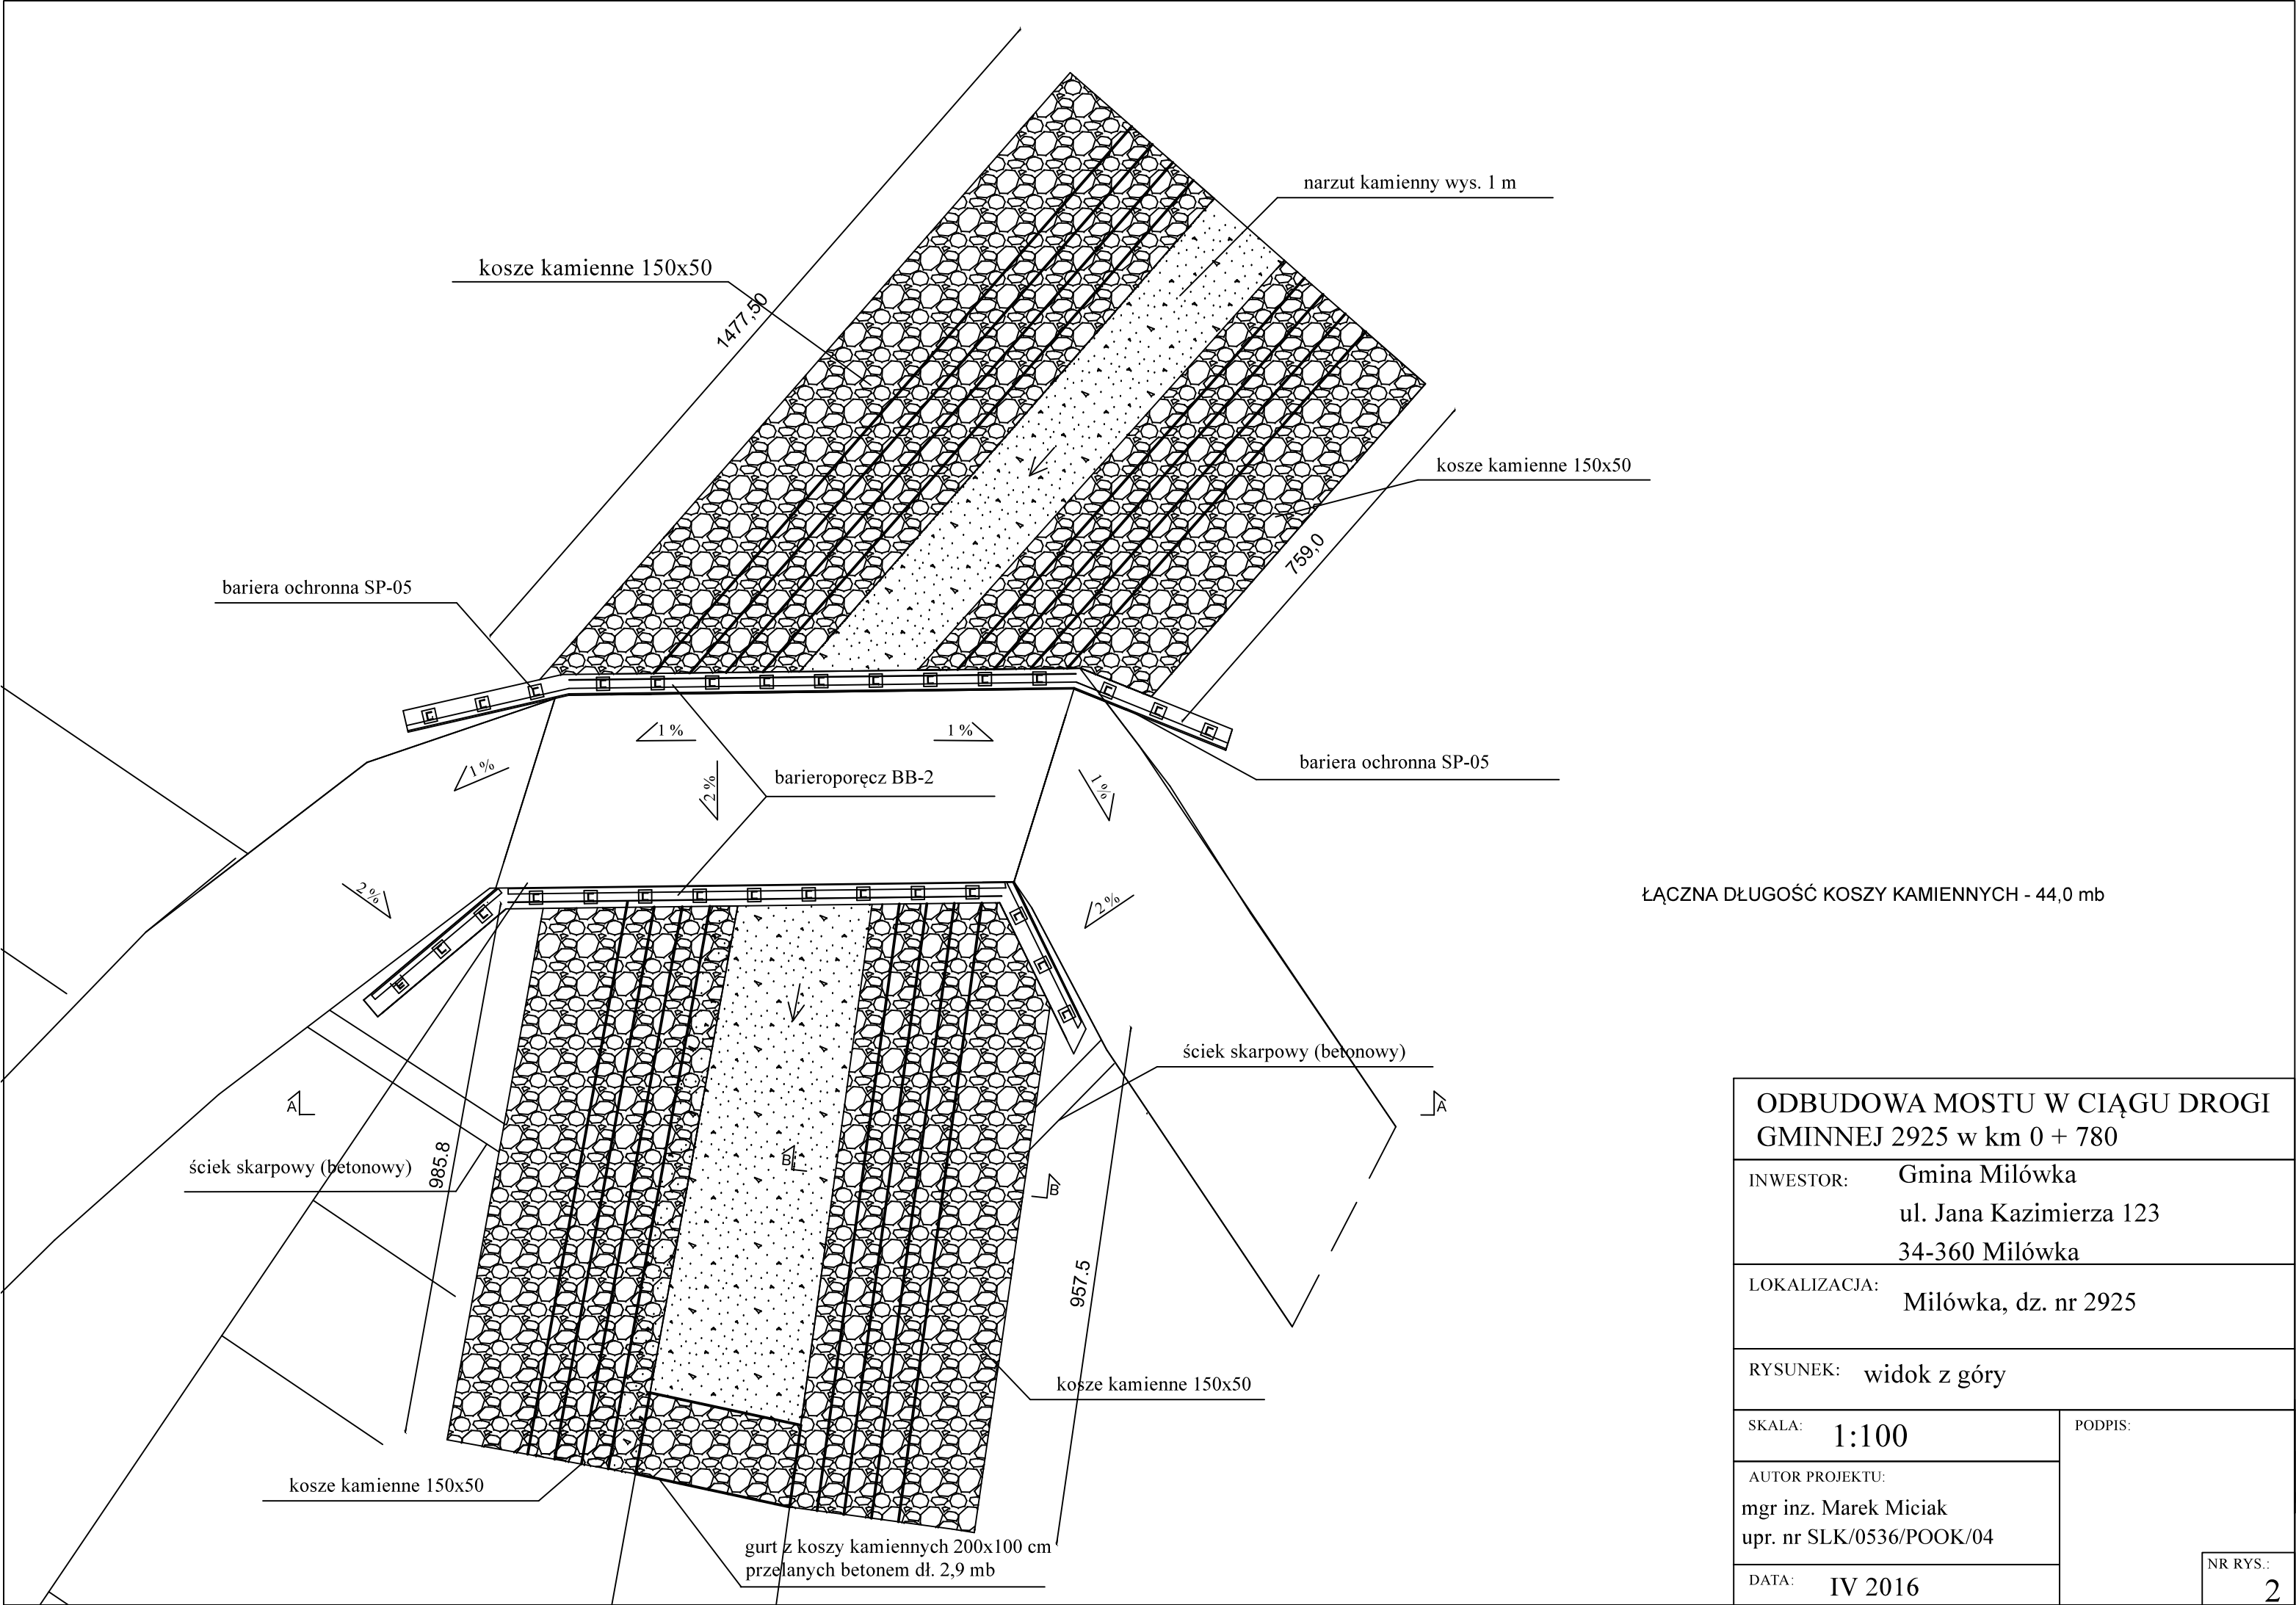 narzut kamienny wys. 1 m
kosze kamienne 150x50
1477,50
kosze kamienne 150x50
759,0
bariera ochronna SP-05
1 %
1 %
1 %
2 %
barieroporęcz BB-2
1 %
bariera ochronna SP-05
2 %
2 %
ŁĄCZNA DŁUGOŚĆ KOSZY KAMIENNYCH - 44,0 mb
ściek skarpowy (betonowy)
A
A
ściek skarpowy (betonowy)
985.8
B
B
957.5
kosze kamienne 150x50
kosze kamienne 150x50
gurt z koszy kamiennych 200x100 cm
przelanych betonem dł. 2,9 mb
ODBUDOWA MOSTU W CIĄGU DROGI
GMINNEJ 2925 w km 0 + 780
INWESTOR: Gmina Milówka
ul. Jana Kazimierza 123
34-360 Milówka
LOKALIZACJA: Milówka, dz. nr 2925
RYSUNEK: widok z góry
SKALA: 1:100
PODPIS:
AUTOR PROJEKTU:
mgr inz. Marek Miciak
upr. nr SLK/0536/POOK/04
DATA: IV 2016
NR RYS.:
2